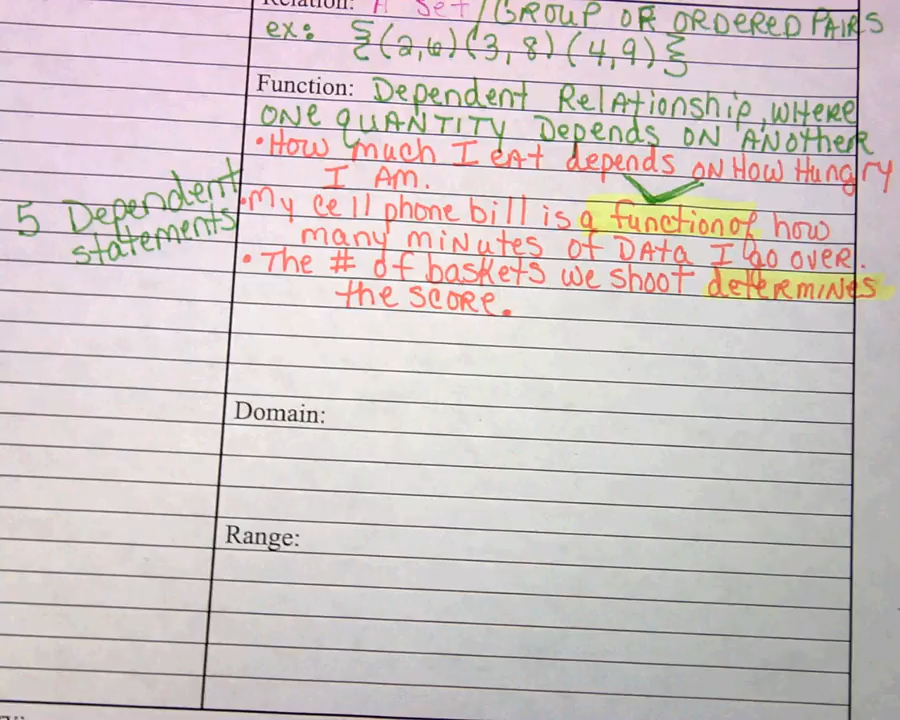 Relation: A set/GROUP OF ORDERED PAIRS
ex: {(2,6)(3,8)(4,9)}
Function: Dependent Relationship, WHERE
ONE QUANTITY Depends ON ANOTHER
• How much I eat depends ON How Hungry
I AM.
• My cell phone bill is a function of how
many minutes of Data I go over.
5 Dependent
statements
• The # of baskets we shoot determines
the score.
Domain:
Range: